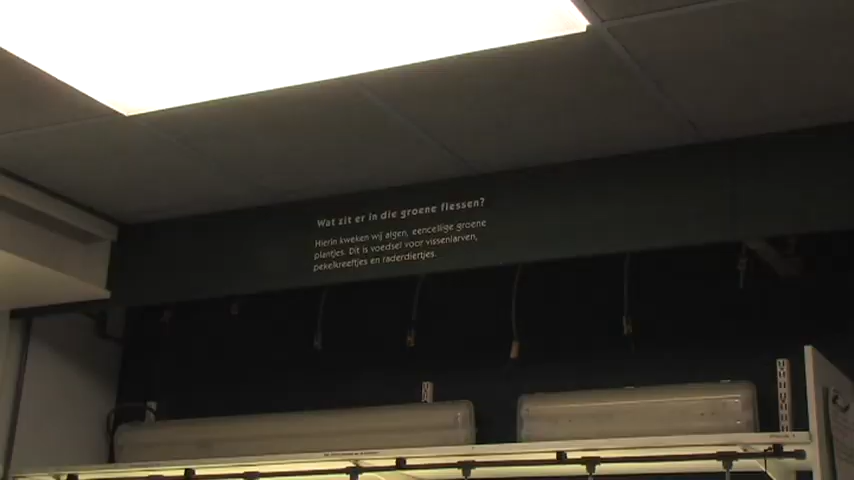 Wat zit er in die groene flessen?
Hierin kweken wij algen, eencellige groene
plantjes. Dit is voedsel voor vissenlarven,
pekelkreeftjes en raderdiertjes.